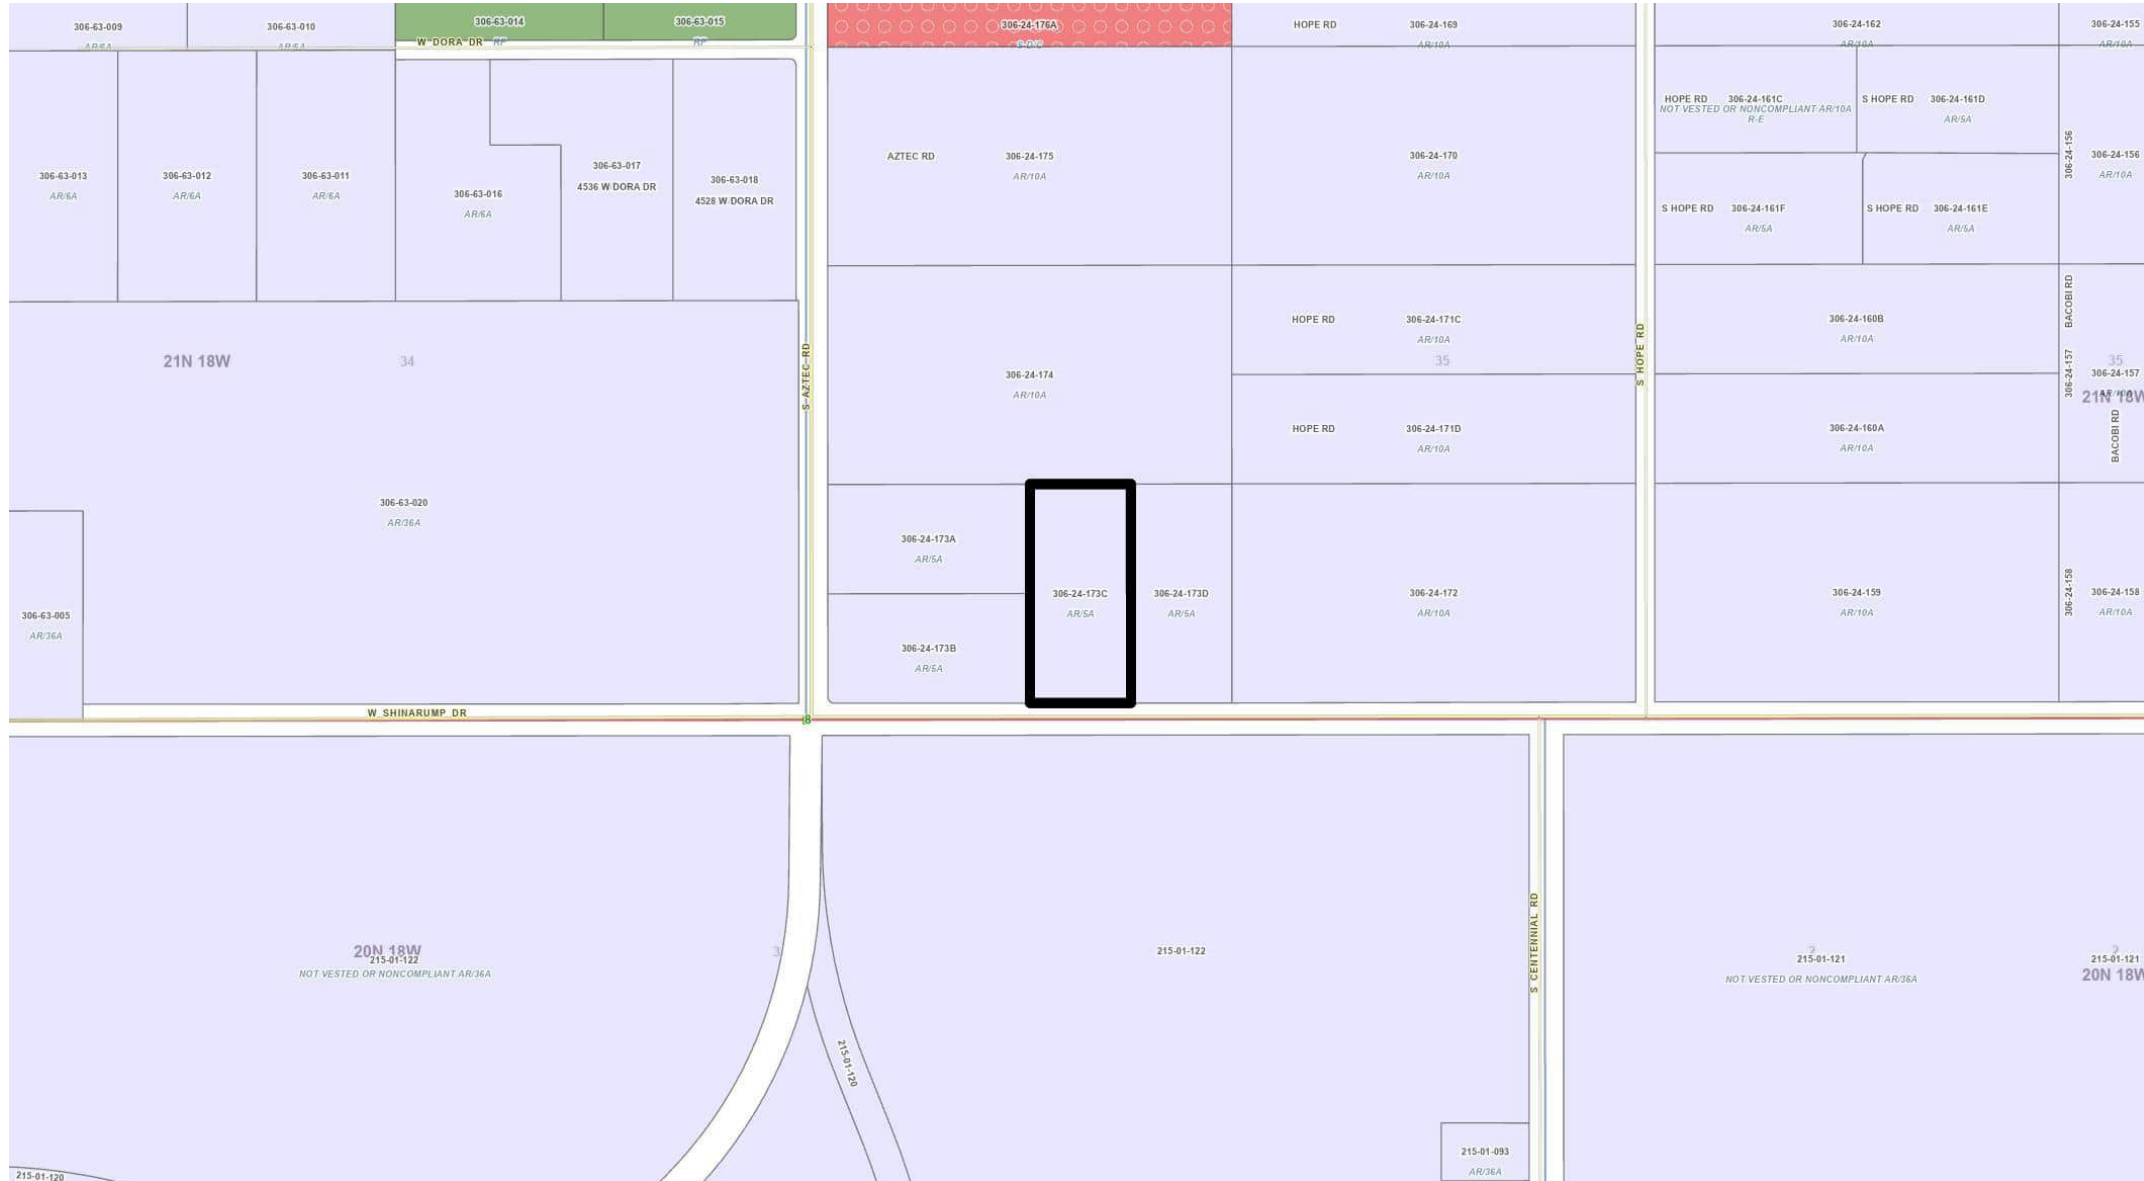 306-63-009
AR/6A
306-63-010
AR/6A
306-63-014
306-63-015
W DORA DR
RP
RP
306-24-176A
HOPE RD 306-24-169
AR/10A
306-24-162
AR/10A
306-24-155
AR/10A
306-63-013
AR/6A
306-63-012
AR/6A
306-63-011
AR/6A
306-63-016
AR/6A
306-63-017
4536 W DORA DR
306-63-018
4528 W DORA DR
AZTEC RD 306-24-175
AR/10A
306-24-170
AR/10A
HOPE RD 306-24-161C
NOT VESTED OR NONCOMPLIANT AR/10A
R-E
S HOPE RD 306-24-161D
AR/5A
306-24-156
306-24-156
AR/10A
S HOPE RD 306-24-161F
AR/5A
S HOPE RD 306-24-161E
AR/5A
21N 18W
34
S AZTEC RD
306-24-174
AR/10A
HOPE RD 306-24-171C
AR/10A
35
S HOPE RD
306-24-160B
AR/10A
BACOBI RD
35
306-24-157
306-24-157
21N 18W
HOPE RD 306-24-171D
AR/10A
306-24-160A
AR/10A
BACOBI RD
306-63-020
AR/36A
306-63-005
AR/36A
306-24-173A
AR/5A
306-24-173B
AR/5A
306-24-173C
AR/5A
306-24-173D
AR/5A
306-24-172
AR/10A
306-24-159
AR/10A
306-24-158
306-24-158
AR/10A
W SHINARUMP DR
20N 18W
215-01-122
NOT VESTED OR NONCOMPLIANT AR/36A
3
215-01-122
S CENTENNIAL RD
2
215-01-121
NOT VESTED OR NONCOMPLIANT AR/36A
2
215-01-121
20N 18W
215-01-120
215-01-093
AR/36A
215-01-120